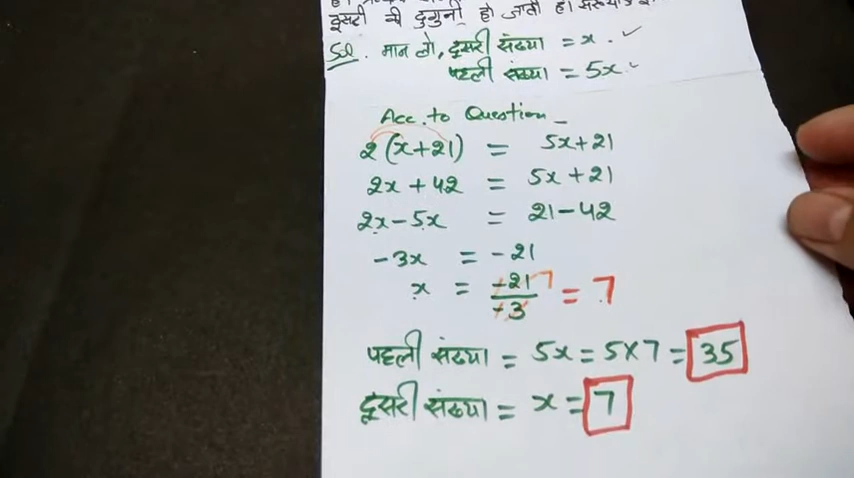 दूसरी की दुगुनी हो जाती है। संख्याएं
Sol. मान लो, दूसरी संख्या = x. ✓
पहली संख्या = 5x ✓
Acc. to Question _
2(x+21) = 5x+21
2x + 42 = 5x + 21
2x - 5x = 21 - 42
-3x = -21
x = -21/-3 7 = 7
पहली संख्या = 5x = 5×7 = 35
दूसरी संख्या = x = 7